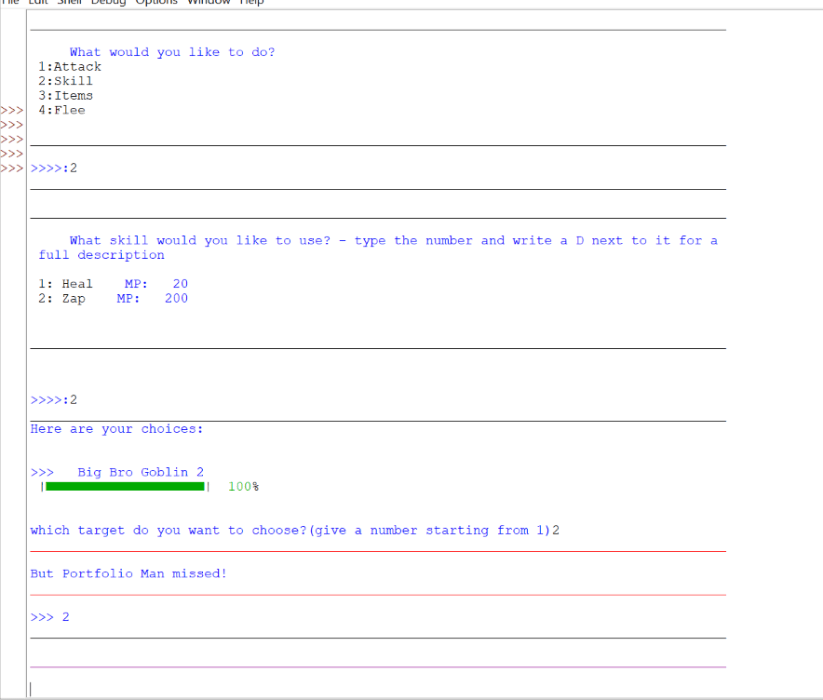 File Edit Shell Debug Options Window Help
What would you like to do?
1:Attack
2:Skill
3:Items
>>> 4:Flee
>>>
>>>
>>>
>>> >>>>:2
What skill would you like to use? - type the number and write a D next to it for a
full description
1: Heal MP: 20
2: Zap MP: 200
>>>>:2
Here are your choices:
>>> Big Bro Goblin 2
| | 100%
which target do you want to choose?(give a number starting from 1)2
But Portfolio Man missed!
>>> 2